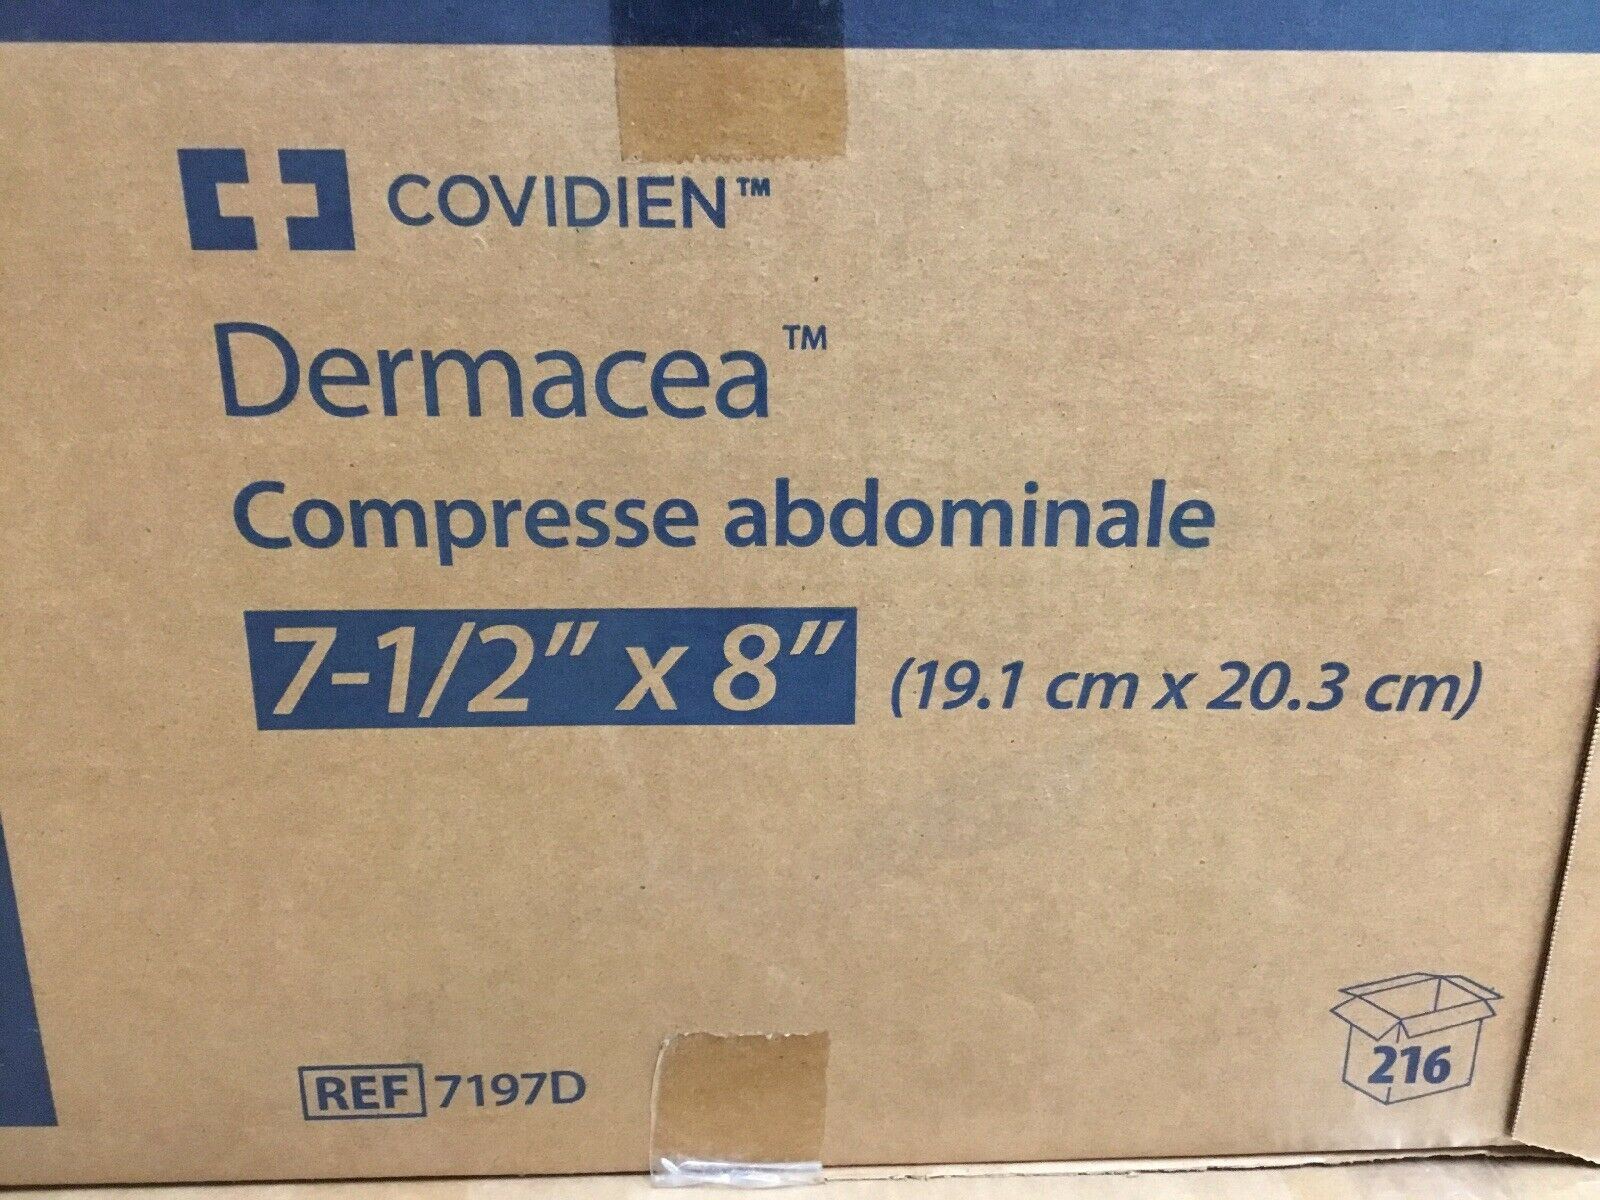 COVIDIEN™
Dermacea™
Compresse abdominale
7-1/2" x 8" (19.1 cm x 20.3 cm)
216
REF 7197D